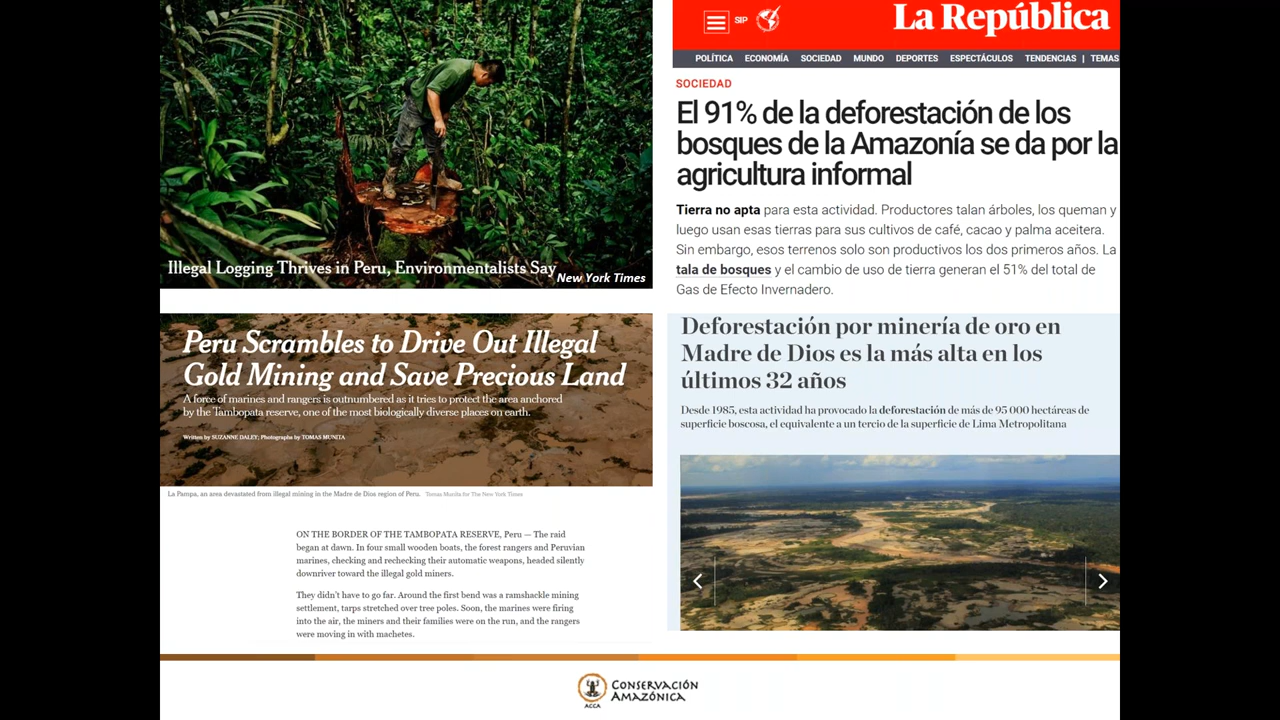 Illegal Logging Thrives in Peru, Environmentalists Say
New York Times
SIP
La República
POLÍTICA ECONOMÍA SOCIEDAD MUNDO DEPORTES ESPECTÁCULOS TENDENCIAS | TEMAS
SOCIEDAD
El 91% de la deforestación de los
bosques de la Amazonía se da por la
agricultura informal
Tierra no apta para esta actividad. Productores talan árboles, los queman y
luego usan esas tierras para sus cultivos de café, cacao y palma aceitera.
Sin embargo, esos terrenos solo son productivos los dos primeros años. La
tala de bosques y el cambio de uso de tierra generan el 51% del total de
Gas de Efecto Invernadero.
Peru Scrambles to Drive Out Illegal
Gold Mining and Save Precious Land
A force of marines and rangers is outnumbered as it tries to protect the area anchored
by the Tambopata reserve, one of the most biologically diverse places on earth.
Written by SUZANNE DALEY; Photographs by TOMAS MUNITA
La Pampa, an area devastated from illegal mining in the Madre de Dios region of Peru. Tomas Munita for The New York Times
ON THE BORDER OF THE TAMBOPATA RESERVE, Peru — The raid
began at dawn. In four small wooden boats, the forest rangers and Peruvian
marines, checking and rechecking their automatic weapons, headed silently
downriver toward the illegal gold miners.
They didn't have to go far. Around the first bend was a ramshackle mining
settlement, tarps stretched over tree poles. Soon, the marines were firing
into the air, the miners and their families were on the run, and the rangers
were moving in with machetes.
Deforestación por minería de oro en
Madre de Dios es la más alta en los
últimos 32 años
Desde 1985, esta actividad ha provocado la deforestación de más de 95 000 hectáreas de
superficie boscosa, el equivalente a un tercio de la superficie de Lima Metropolitana
ACCA
CONSERVACIÓN
AMAZÓNICA